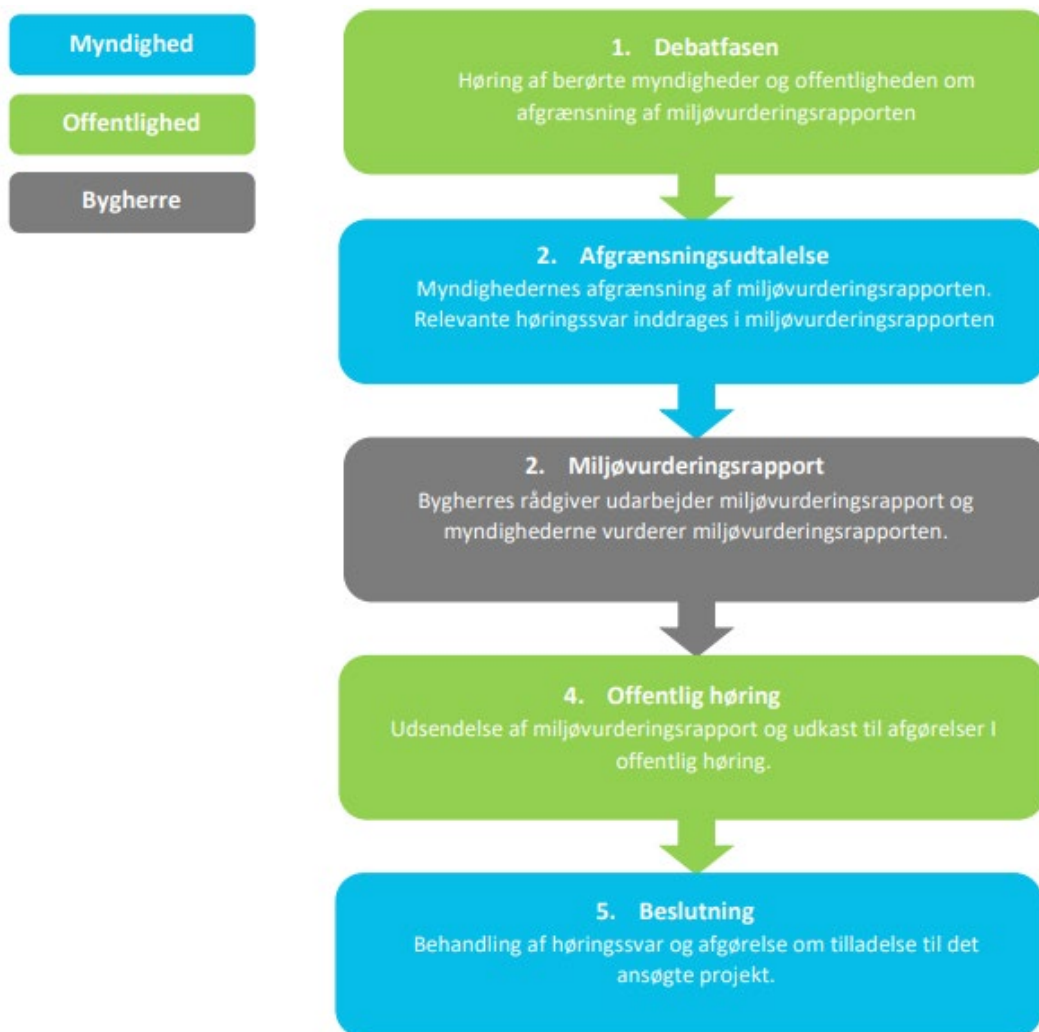 Myndighed
Offentlighed
Bygherre
1. Debatfasen
Høring af berørte myndigheder og offentligheden om
afgrænsning af miljøvurderingsrapporten
2. Afgrænsningsudtalelse
Myndighedernes afgrænsning af miljøvurderingsrapporten.
Relevante høringssvar inddrages i miljøvurderingsrapporten
2. Miljøvurderingsrapport
Bygherres rådgiver udarbejder miljøvurderingsrapport og
myndighederne vurderer miljøvurderingsrapporten.
4. Offentlig høring
Udsendelse af miljøvurderingsrapport og udkast til afgørelser I
offentlig høring.
5. Beslutning
Behandling af høringssvar og afgørelse om tilladelse til det
ansøgte projekt.